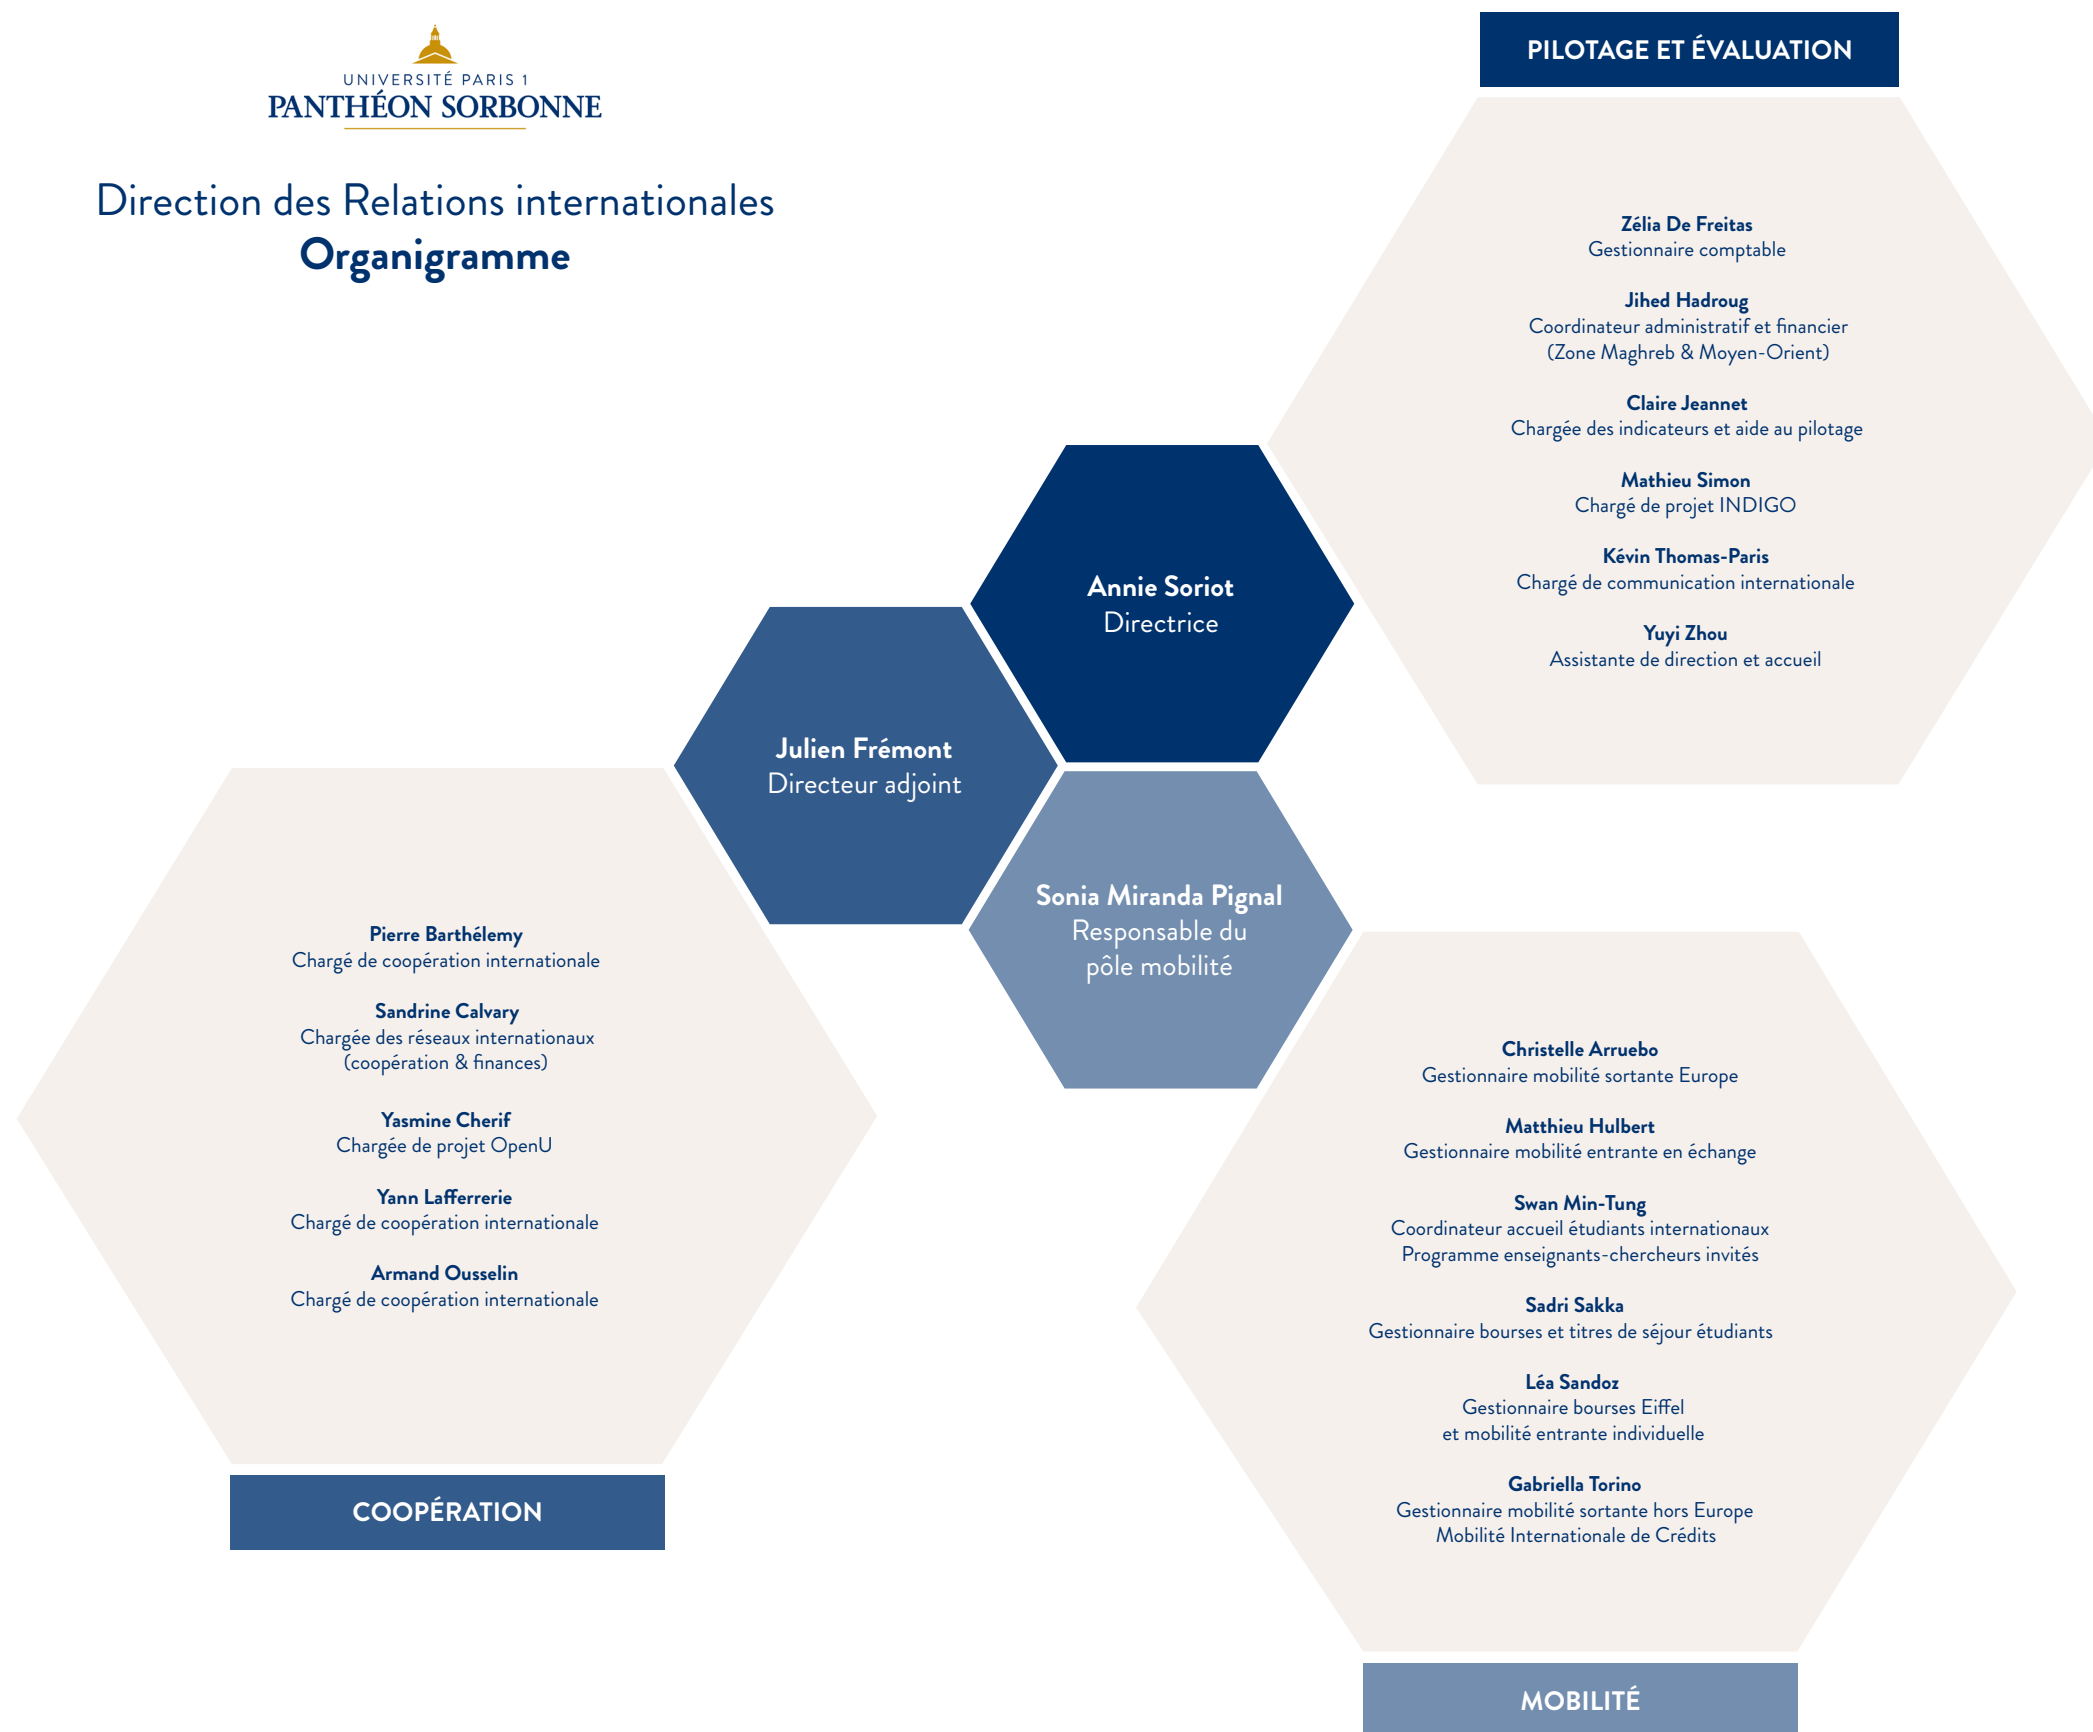 UNIVERSITÉ PARIS 1
PANTHÉON SORBONNE
Direction des Relations internationales
Organigramme
PILOTAGE ET ÉVALUATION
Zélia De Freitas
Gestionnaire comptable
Jihed Hadroug
Coordinateur administratif et financier
(Zone Maghreb & Moyen-Orient)
Claire Jeannet
Chargée des indicateurs et aide au pilotage
Mathieu Simon
Chargé de projet INDIGO
Kévin Thomas-Paris
Chargé de communication internationale
Yuyi Zhou
Assistante de direction et accueil
Annie Soriot
Directrice
Julien Frémont
Directeur adjoint
Sonia Miranda Pignal
Responsable du
pôle mobilité
Pierre Barthélemy
Chargé de coopération internationale
Sandrine Calvary
Chargée des réseaux internationaux
(coopération & finances)
Yasmine Cherif
Chargée de projet OpenU
Yann Lafferrerie
Chargé de coopération internationale
Armand Ousselin
Chargé de coopération internationale
COOPÉRATION
Christelle Arruebo
Gestionnaire mobilité sortante Europe
Matthieu Hulbert
Gestionnaire mobilité entrante en échange
Swan Min-Tung
Coordinateur accueil étudiants internationaux
Programme enseignants-chercheurs invités
Sadri Sakka
Gestionnaire bourses et titres de séjour étudiants
Léa Sandoz
Gestionnaire bourses Eiffel
et mobilité entrante individuelle
Gabriella Torino
Gestionnaire mobilité sortante hors Europe
Mobilité Internationale de Crédits
MOBILITÉ